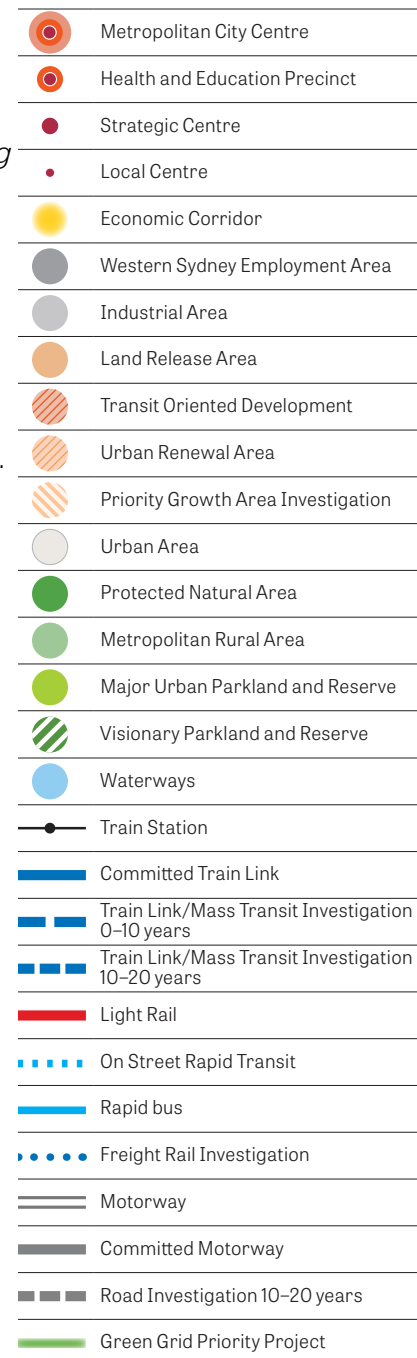 Metropolitan City Centre
Health and Education Precinct
Strategic Centre
g
Local Centre
Economic Corridor
Western Sydney Employment Area
Industrial Area
Land Release Area
Transit Oriented Development
Urban Renewal Area
.
Priority Growth Area Investigation
Urban Area
Protected Natural Area
Metropolitan Rural Area
Major Urban Parkland and Reserve
Visionary Parkland and Reserve
Waterways
Train Station
Committed Train Link
Train Link/Mass Transit Investigation
0–10 years
Train Link/Mass Transit Investigation
10–20 years
Light Rail
On Street Rapid Transit
Rapid bus
Freight Rail Investigation
Motorway
Committed Motorway
Road Investigation 10–20 years
Green Grid Priority Project